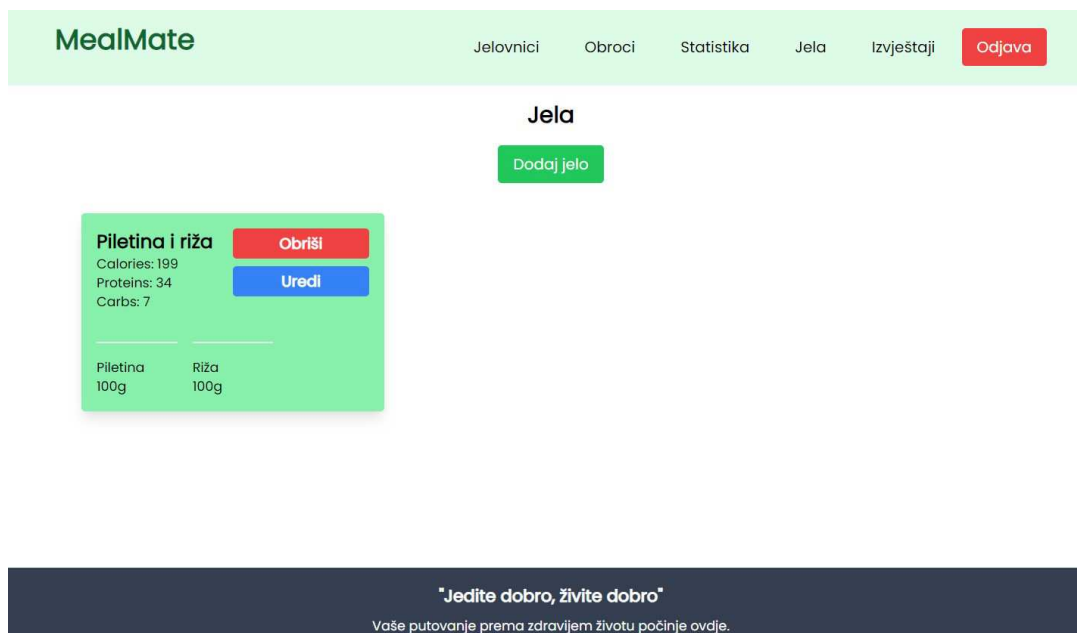 MealMate
Jelovnici Obroci Statistika Jela Izvještaji Odjava
Jela
Dodaj jelo
Piletina i riža
Obriši
Calories: 199
Proteins: 34
Uredi
Carbs: 7
Piletina Riža
100g 100g
"Jedite dobro, živite dobro"
Vaše putovanje prema zdravijem životu počinje ovdje.